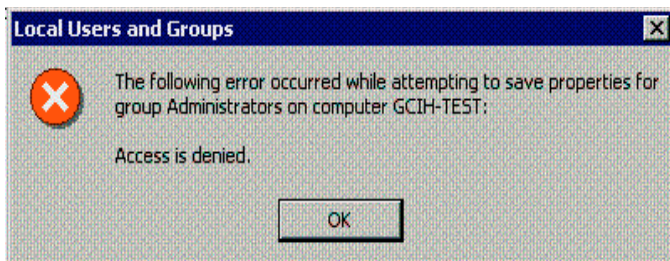 Local Users and Groups
The following error occurred while attempting to save properties for
group Administrators on computer GCIH-TEST:
Access is denied.
OK